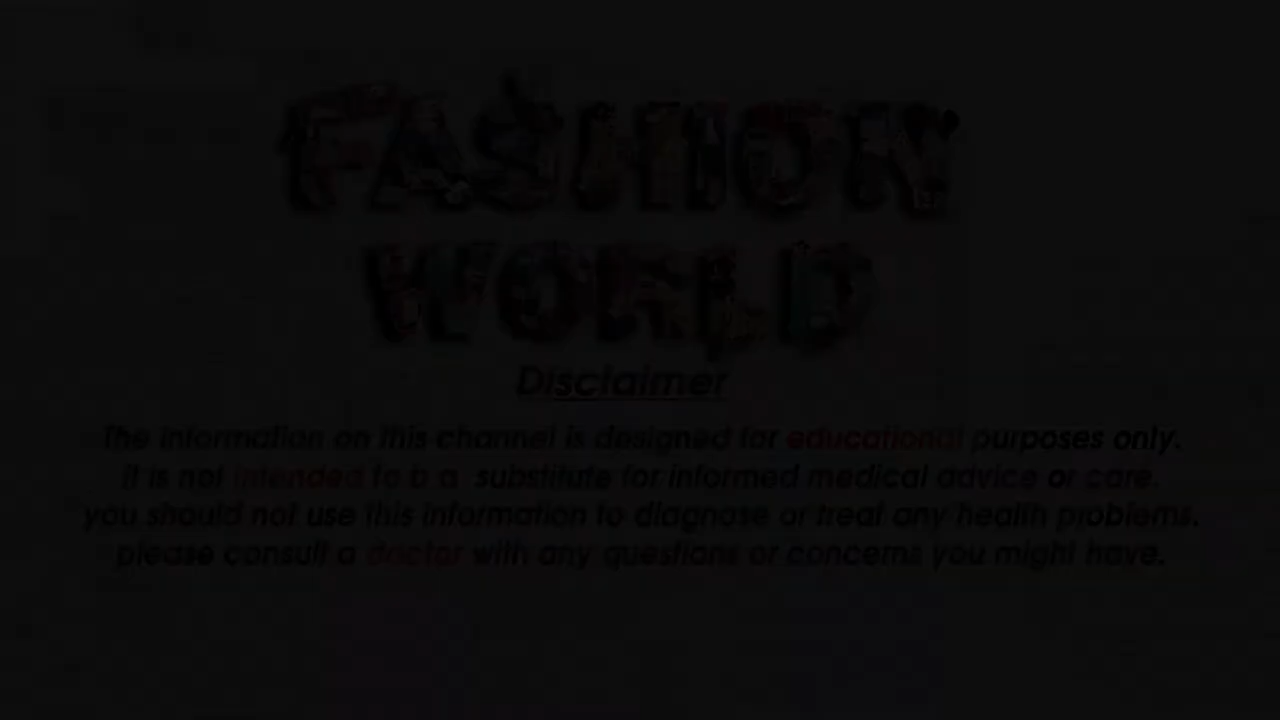 FASHION
WORLD
Disclaimer
The information on this channel is designed for educational purposes only.
it is not intended to b a substitute for informed medical advice or care.
you should not use this information to diagnose or treat any health problems.
please consult a doctor with any questions or concerns you might have.